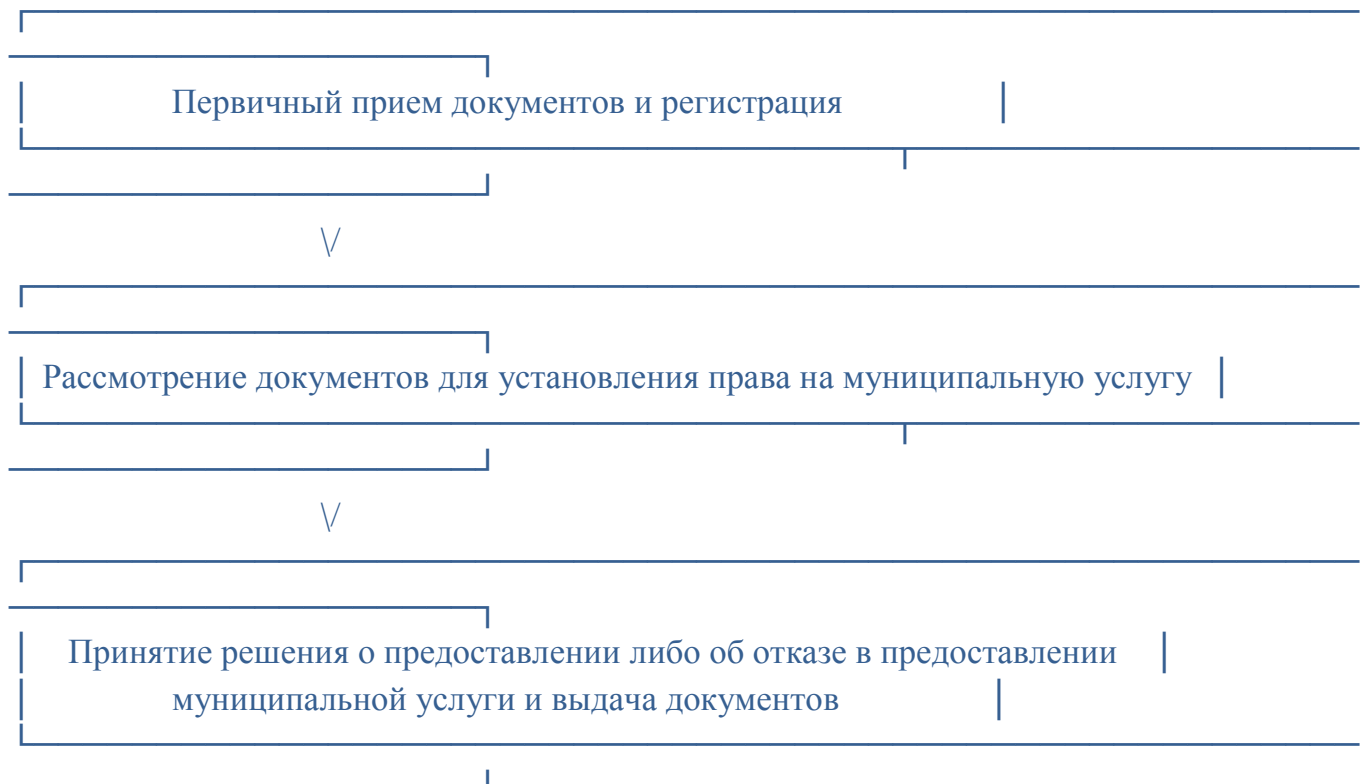 Первичный прием документов и регистрация
\/
Рассмотрение документов для установления права на муниципальную услугу
\/
Принятие решения о предоставлении либо об отказе в предоставлении
муниципальной услуги и выдача документов